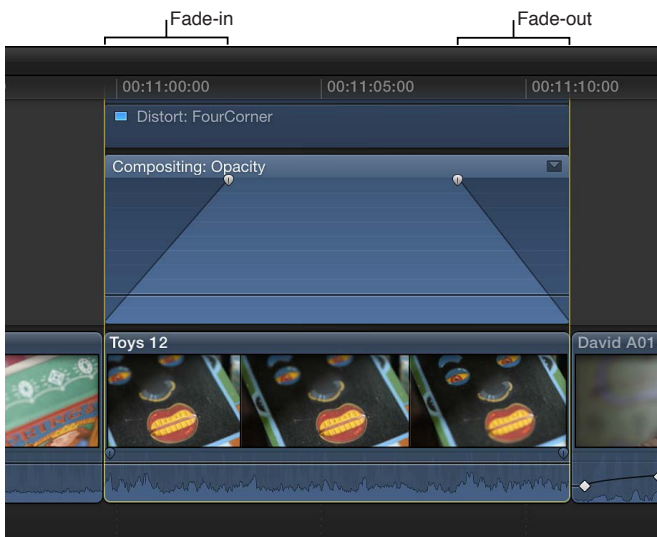 Fade-in
Fade-out
00:11:00:00
00:11:05:00
00:11:10:00
Distort: FourCorner
Compositing: Opacity
Toys 12
David A01